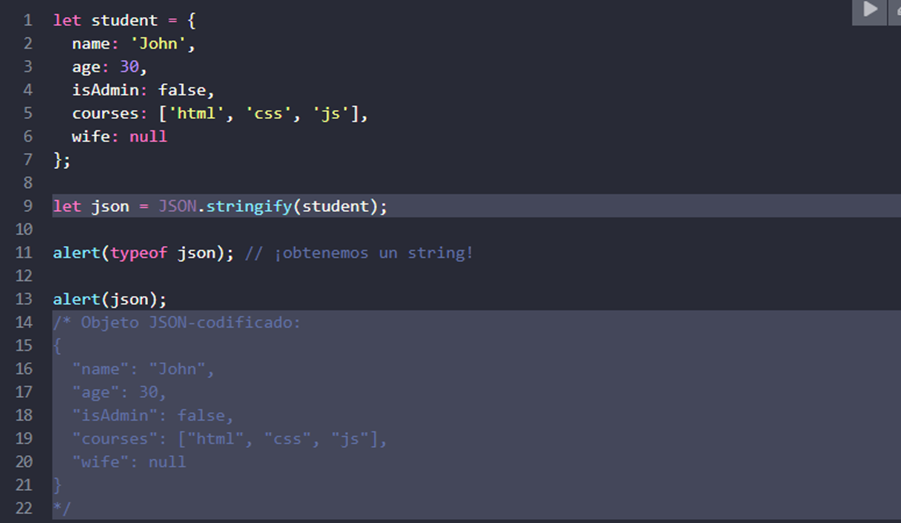 1 let student = {
2   name: 'John',
3   age: 30,
4   isAdmin: false,
5   courses: ['html', 'css', 'js'],
6   wife: null
7 };
8
9 let json = JSON.stringify(student);
10
11 alert(typeof json); // ¡obtenemos un string!
12
13 alert(json);
14 /* Objeto JSON-codificado:
15 {
16   "name": "John",
17   "age": 30,
18   "isAdmin": false,
19   "courses": ["html", "css", "js"],
20   "wife": null
21 }
22 */